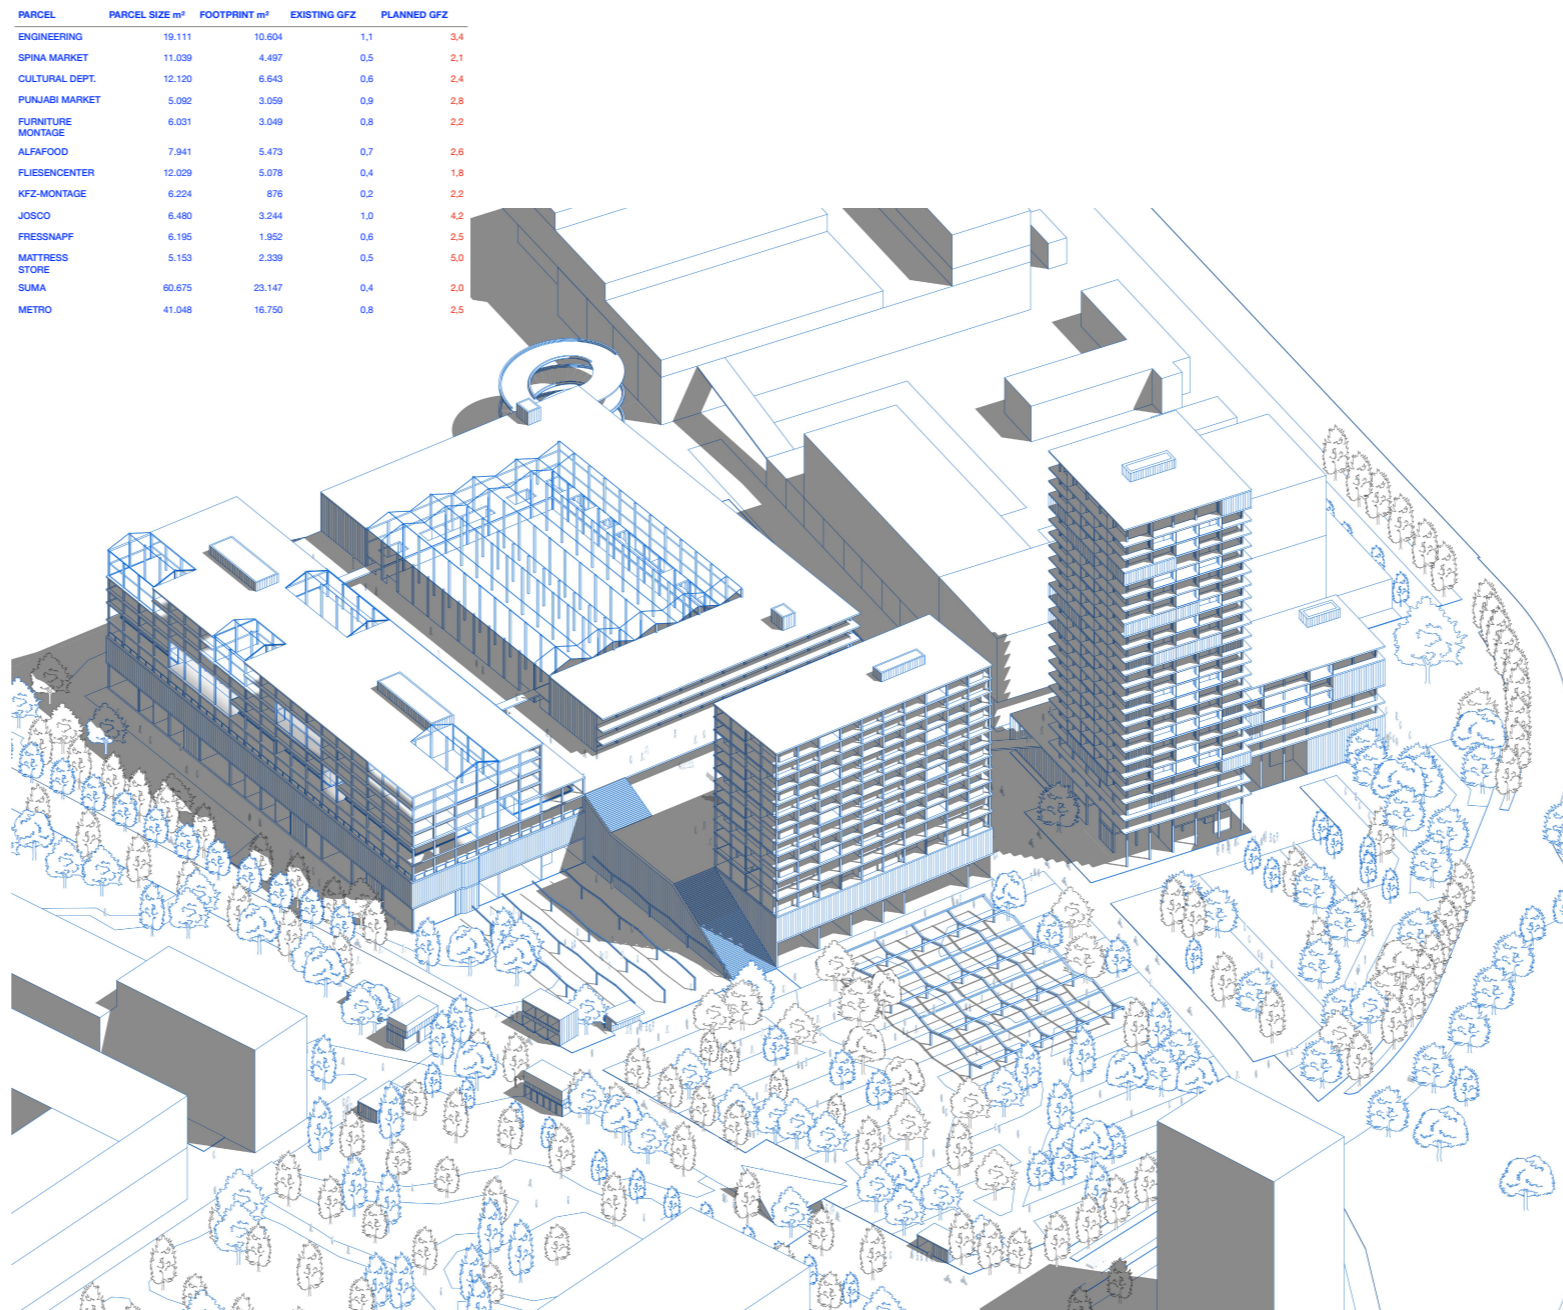 PARCEL PARCEL SIZE m² FOOTPRINT m² EXISTING GFZ PLANNED GFZ
ENGINEERING 19.111 10.604 1,1 3,4
SPINA MARKET 11.039 4.497 0,5 2,1
CULTURAL DEPT. 12.120 6.643 0,6 2,4
PUNJABI MARKET 5.092 3.059 0,9 2,8
FURNITURE 6.031 3.049 0,8 2,2
MONTAGE
ALFAFOOD 7.941 5.473 0,7 2,6
FLIESENCENTER 12.029 5.078 0,4 1,8
KFZ-MONTAGE 6.224 876 0,2 2,2
JOSCO 6.480 3.244 1,0 4,2
FRESSNAPF 6.195 1.952 0,6 2,5
MATTRESS 5.153 2.339 0,5 5,0
STORE
SUMA 60.675 23.147 0,4 2,0
METRO 41.048 16.750 0,8 2,5